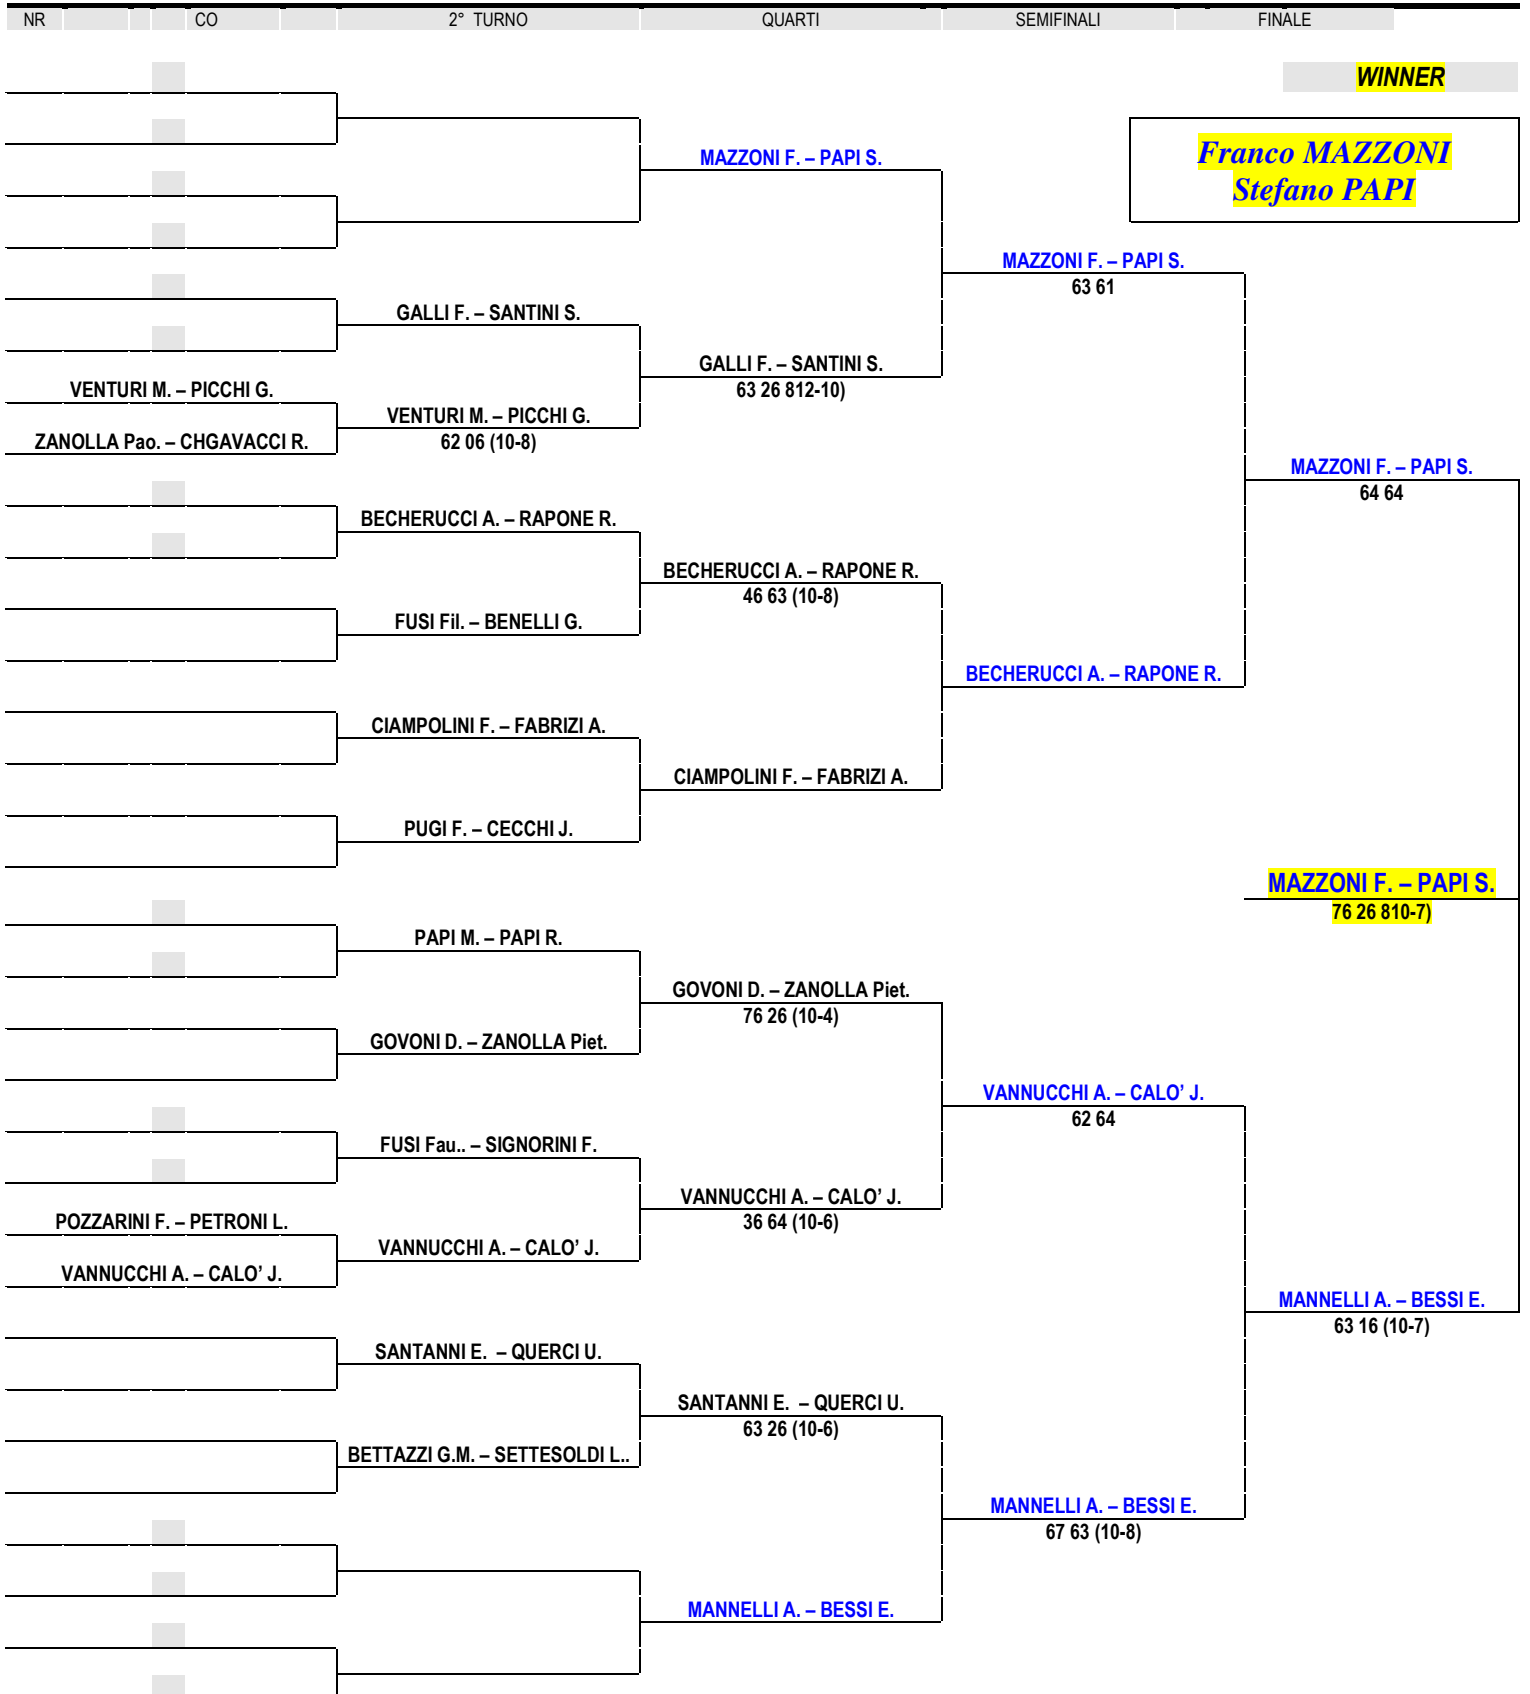 NR CO 2° TURNO QUARTI SEMIFINALI FINALE
WINNER
Franco MAZZONI
Stefano PAPI
MAZZONI F. – PAPI S.
MAZZONI F. – PAPI S.
63 61
GALLI F. – SANTINI S.
GALLI F. – SANTINI S.
63 26 812-10)
VENTURI M. – PICCHI G.
VENTURI M. – PICCHI G.
62 06 (10-8)
ZANOLLA Pao. – CHGAVACCI R.
MAZZONI F. – PAPI S.
64 64
BECHERUCCI A. – RAPONE R.
BECHERUCCI A. – RAPONE R.
46 63 (10-8)
FUSI Fil. – BENELLI G.
BECHERUCCI A. – RAPONE R.
CIAMPOLINI F. – FABRIZI A.
CIAMPOLINI F. – FABRIZI A.
PUGI F. – CECCHI J.
MAZZONI F. – PAPI S.
76 26 810-7)
PAPI M. – PAPI R.
GOVONI D. – ZANOLLA Piet.
76 26 (10-4)
GOVONI D. – ZANOLLA Piet.
VANNUCCHI A. – CALO’ J.
62 64
FUSI Fau.. – SIGNORINI F.
VANNUCCHI A. – CALO’ J.
36 64 (10-6)
POZZARINI F. – PETRONI L.
VANNUCCHI A. – CALO’ J.
VANNUCCHI A. – CALO’ J.
MANNELLI A. – BESSI E.
63 16 (10-7)
SANTANNI E. – QUERCI U.
SANTANNI E. – QUERCI U.
63 26 (10-6)
BETTAZZI G.M. – SETTESOLDI L..
MANNELLI A. – BESSI E.
67 63 (10-8)
MANNELLI A. – BESSI E.